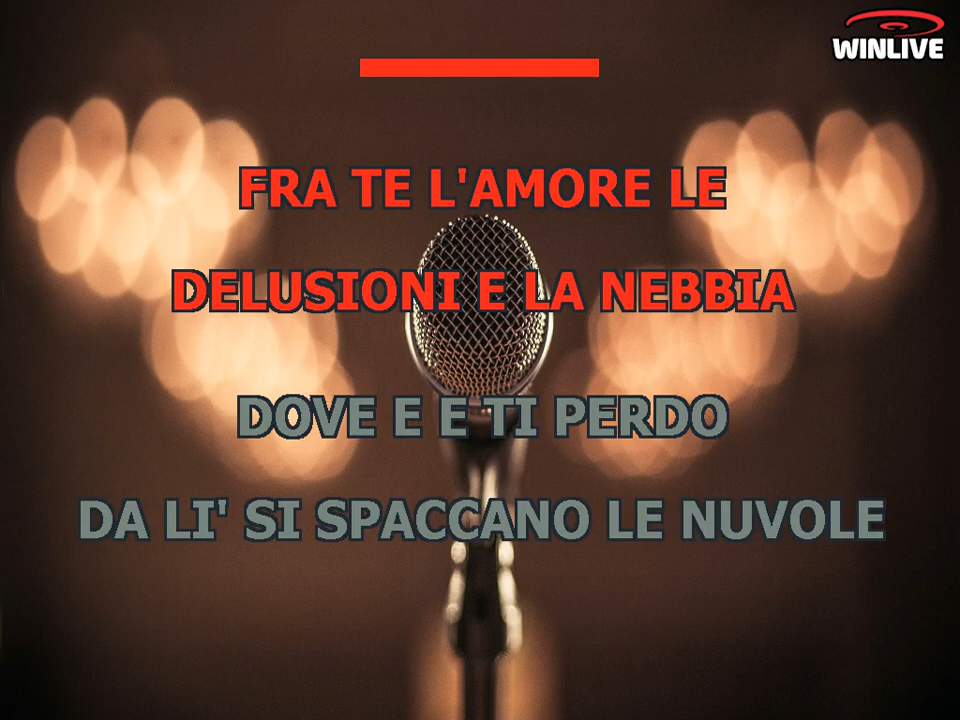 WINLIVE
FRA TE L'AMORE LE
DELUSIONI E LA NEBBIA
DOVE E E TI PERDO
DA LI' SI SPACCANO LE NUVOLE